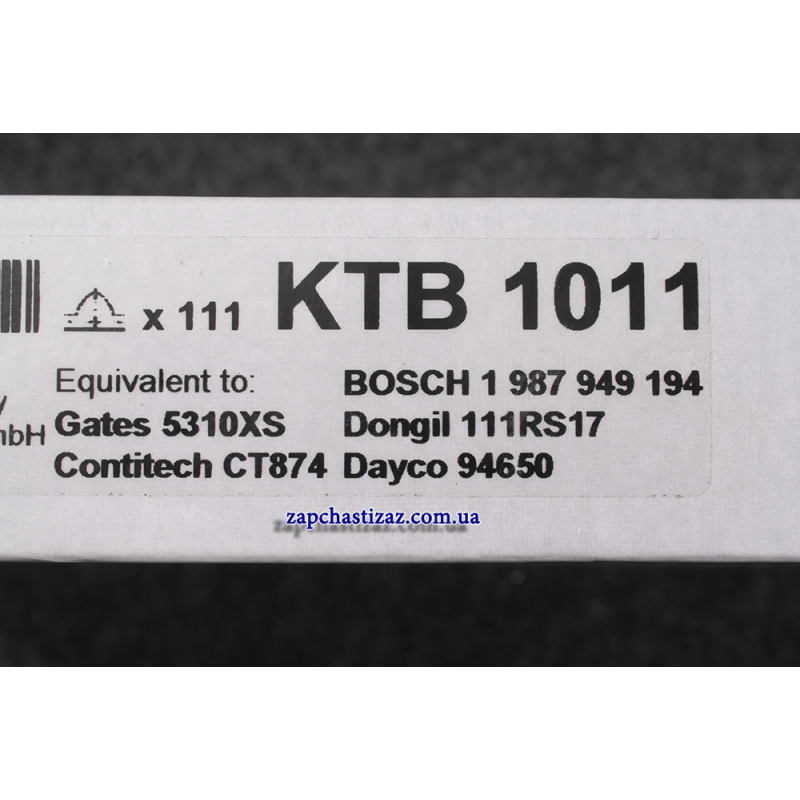 x 111 KTB 1011
Equivalent to: BOSCH 1 987 949 194
Gates 5310XS Dongil 111RS17
Contitech CT874 Dayco 94650
zapchastizaz.com.ua